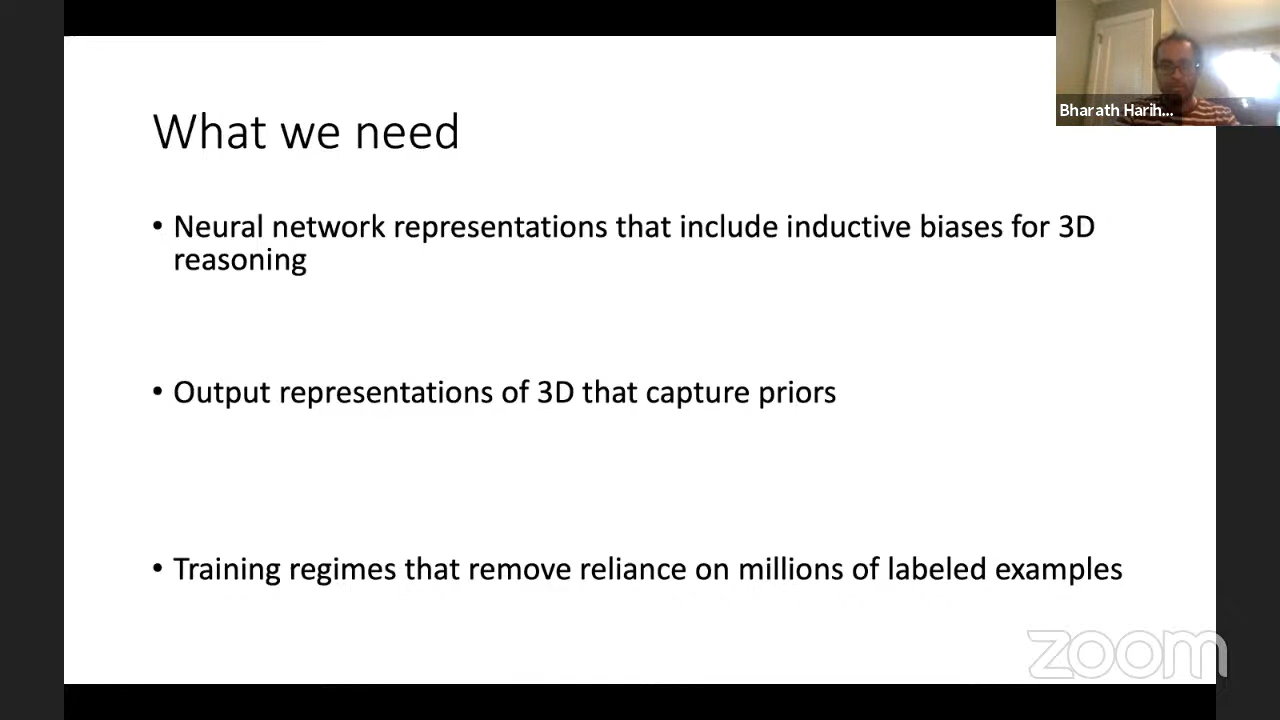 What we need
• Neural network representations that include inductive biases for 3D
reasoning
• Output representations of 3D that capture priors
• Training regimes that remove reliance on millions of labeled examples
Bharath Harih...
zoom